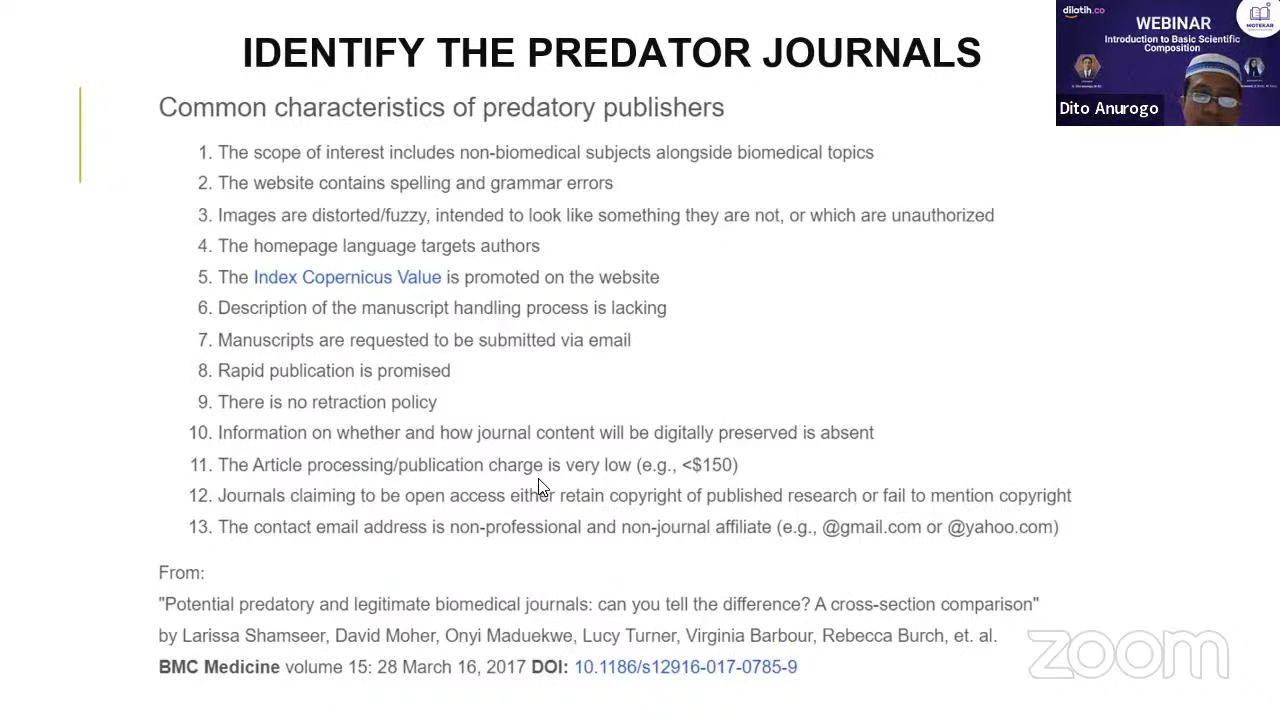 IDENTIFY THE PREDATOR JOURNALS
Common characteristics of predatory publishers
1. The scope of interest includes non-biomedical subjects alongside biomedical topics
2. The website contains spelling and grammar errors
3. Images are distorted/fuzzy, intended to look like something they are not, or which are unauthorized
4. The homepage language targets authors
5. The Index Copernicus Value is promoted on the website
6. Description of the manuscript handling process is lacking
7. Manuscripts are requested to be submitted via email
8. Rapid publication is promised
9. There is no retraction policy
10. Information on whether and how journal content will be digitally preserved is absent
11. The Article processing/publication charge is very low (e.g., <$150)
12. Journals claiming to be open access either retain copyright of published research or fail to mention copyright
13. The contact email address is non-professional and non-journal affiliate (e.g., @gmail.com or @yahoo.com)
From:
"Potential predatory and legitimate biomedical journals: can you tell the difference? A cross-section comparison"
by Larissa Shamseer, David Moher, Onyi Maduekwe, Lucy Turner, Virginia Barbour, Rebecca Burch, et. al.
BMC Medicine volume 15: 28 March 16, 2017 DOI: 10.1186/s12916-017-0785-9
dilatih.co
WEBINAR
Introduction to Basic Scientific
Composition
MOTEKAR
Dito Anurogo
zoom